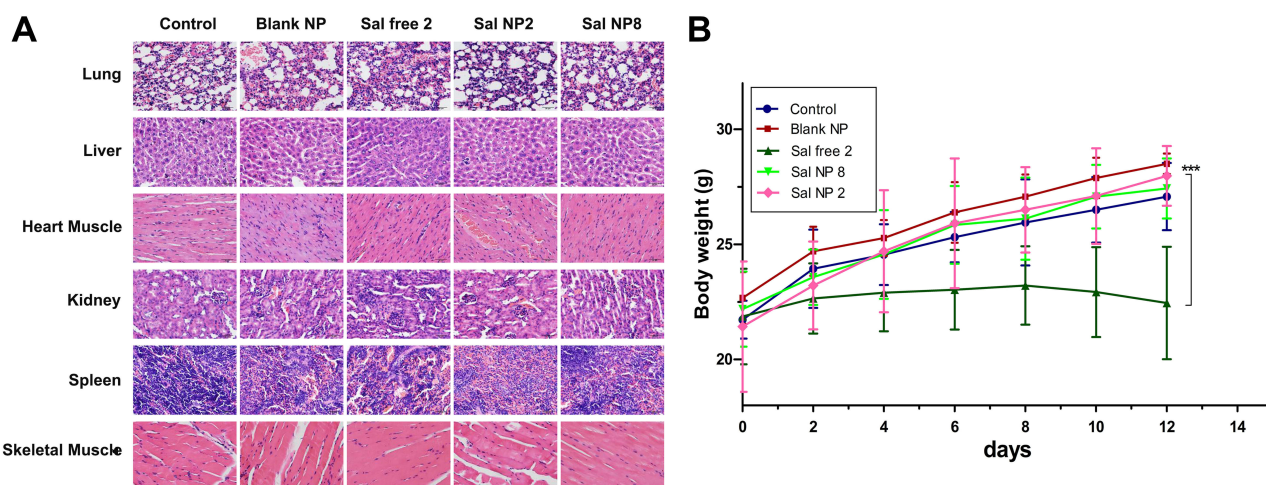 A
Control Blank NP Sal free 2 Sal NP2 Sal NP8
Lung
Liver
Heart Muscle
Kidney
Spleen
Skeletal Muscle
B
Body weight (g)
30
25
20
Control
Blank NP
Sal free 2
Sal NP 8
Sal NP 2
***
0 2 4 6 8 10 12 14
days